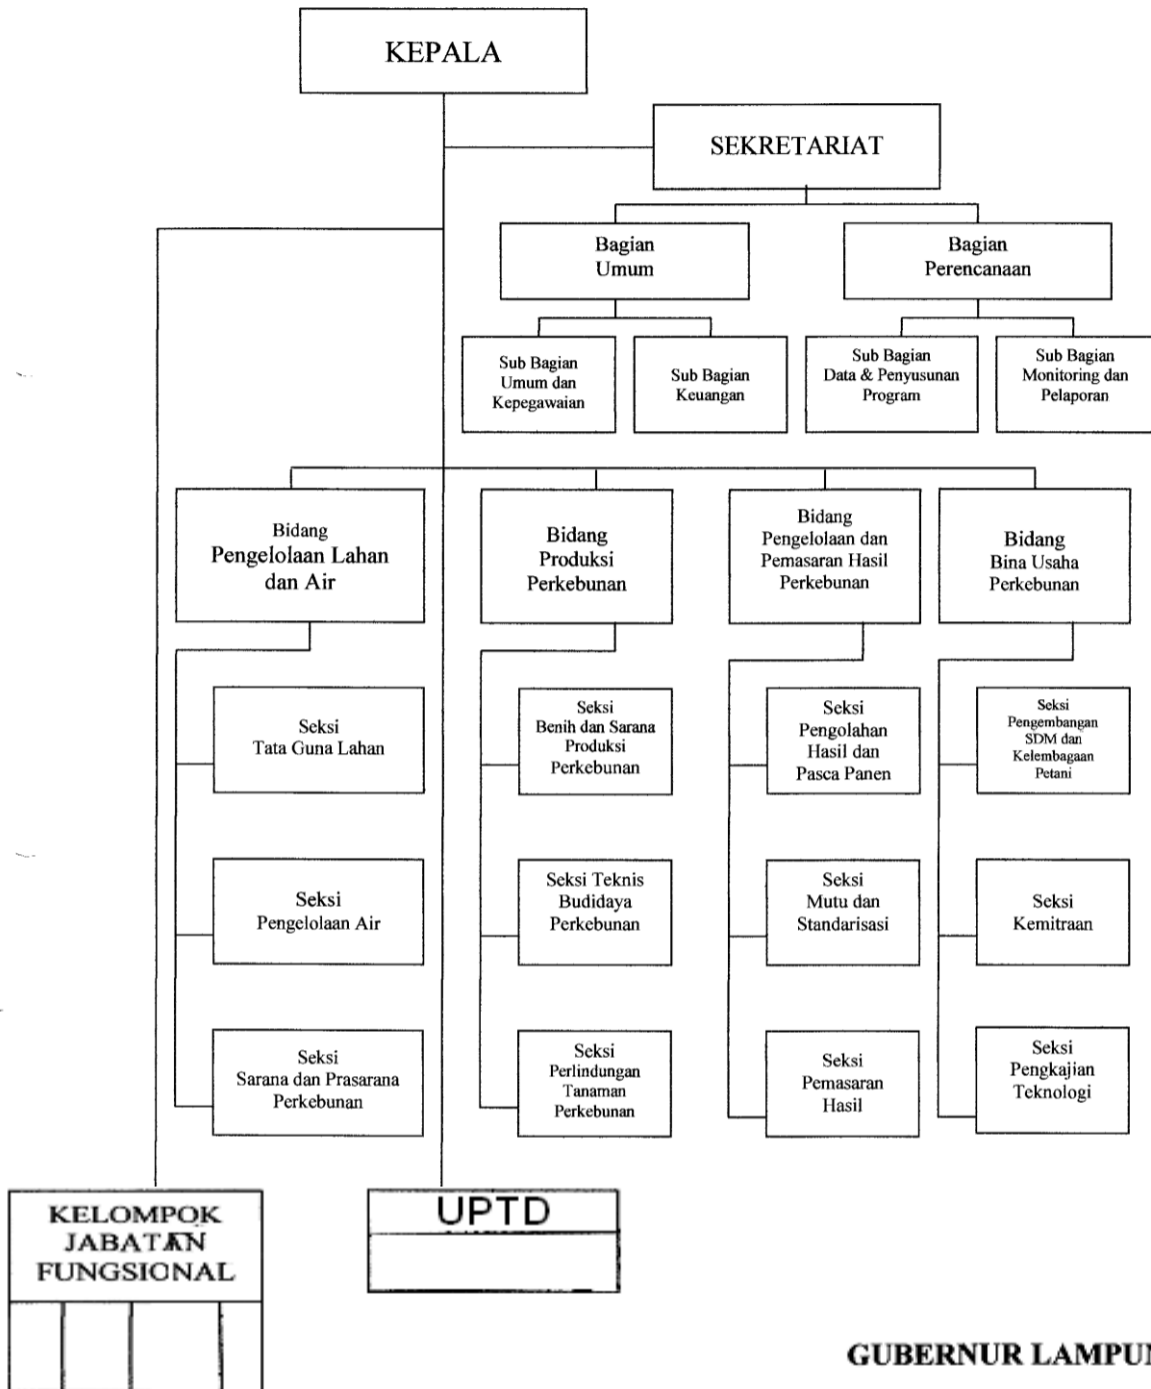 KEPALA
SEKRETARIAT
Bagian
Umum
Bagian
Perencanaan
Sub Bagian
Umum dan
Kepegawaian
Sub Bagian
Keuangan
Sub Bagian
Data & Penyusunan
Program
Sub Bagian
Monitoring dan
Pelaporan
Bidang
Pengelolaan Lahan
dan Air
Bidang
Produksi
Perkebunan
Bidang
Pengelolaan dan
Pemasaran Hasil
Perkebunan
Bidang
Bina Usaha
Perkebunan
Seksi
Tata Guna Lahan
Seksi
Benih dan Sarana
Produksi
Perkebunan
Seksi
Pengolahan
Hasil dan
Pasca Panen
Seksi
Pengembangan
SDM dan
Kelembagaan
Petani
Seksi
Pengelolaan Air
Seksi Teknis
Budidaya
Perkebunan
Seksi
Mutu dan
Standarisasi
Seksi
Kemitraan
Seksi
Sarana dan Prasarana
Perkebunan
Seksi
Perlindungan
Tanaman
Perkebunan
Seksi
Pemasaran
Hasil
Seksi
Pengkajian
Teknologi
KELOMPOK
JABATAN
FUNGSIONAL
UPTD
GUBERNUR LAMPUN